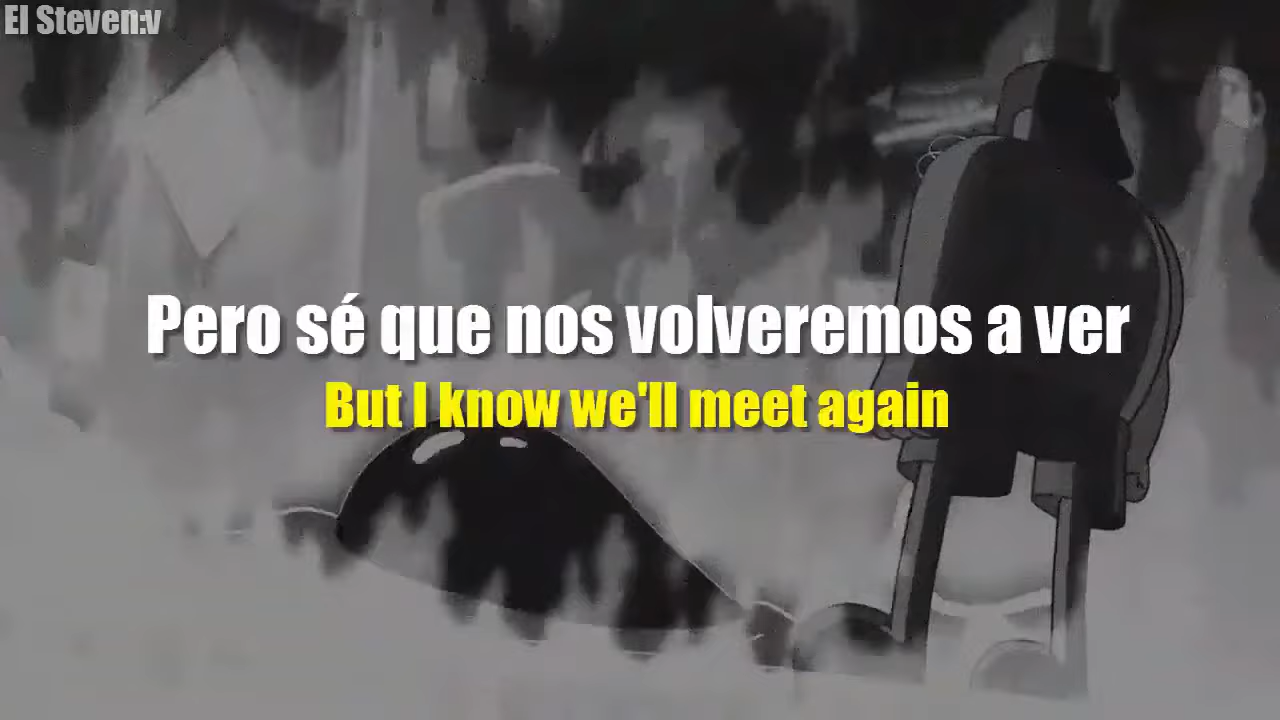 El Steven:v
Pero sé que nos volveremos a ver
But I know we'll meet again